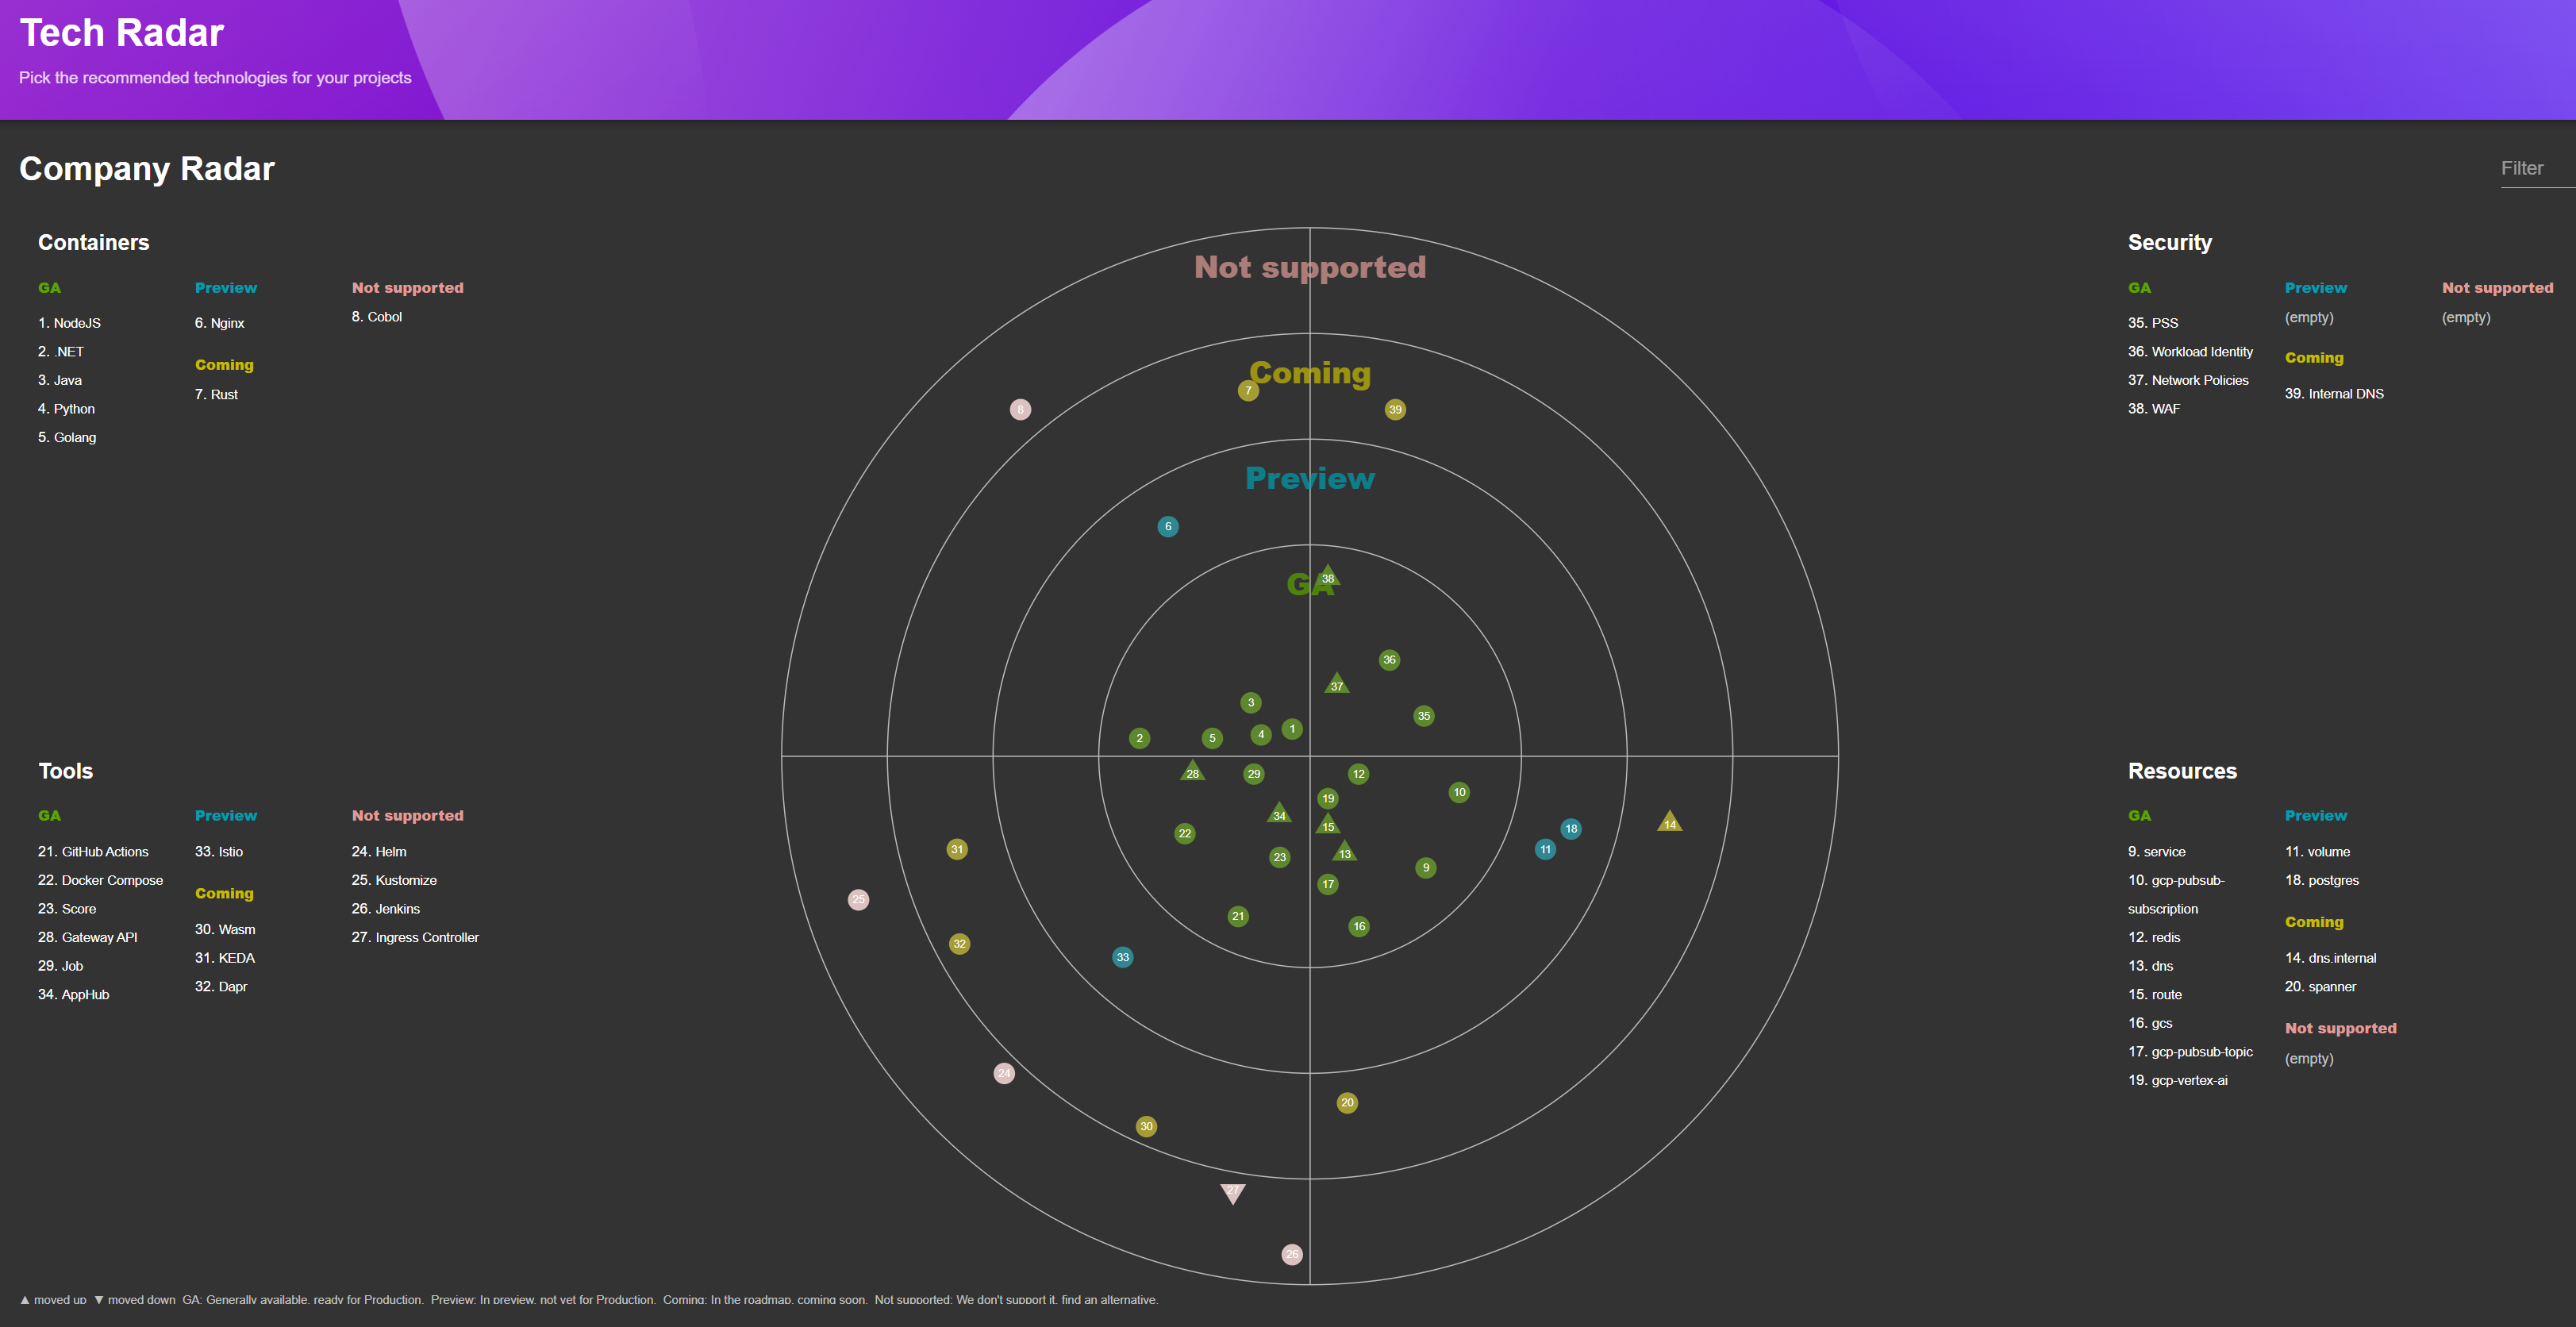 Tech Radar
Pick the recommended technologies for your projects
Company Radar
Filter
Containers
GA
1. NodeJS
2. .NET
3. Java
4. Python
5. Golang
Preview
6. Nginx
Coming
7. Rust
Not supported
8. Cobol
Security
GA
35. PSS
36. Workload Identity
37. Network Policies
38. WAF
Preview
(empty)
Coming
39. Internal DNS
Not supported
(empty)
Not supported
Coming
7
39
8
Preview
6
GA
38
36
37
3
35
1
4
2
5
28
29
12
10
19
34
15
14
18
22
11
31
13
23
9
17
25
21
16
32
33
24
20
30
27
26
Tools
GA
21. GitHub Actions
22. Docker Compose
23. Score
28. Gateway API
29. Job
34. AppHub
Preview
33. Istio
Coming
30. Wasm
31. KEDA
32. Dapr
Not supported
24. Helm
25. Kustomize
26. Jenkins
27. Ingress Controller
Resources
GA
9. service
10. gcp-pubsub-
subscription
12. redis
13. dns
15. route
16. gcs
17. gcp-pubsub-topic
19. gcp-vertex-ai
Preview
11. volume
18. postgres
Coming
14. dns.internal
20. spanner
Not supported
(empty)
▲ moved up ▼ moved down GA: Generally available, ready for Production. Preview: In preview, not yet for Production. Coming: In the roadmap, coming soon. Not supported: We don't support it, find an alternative.